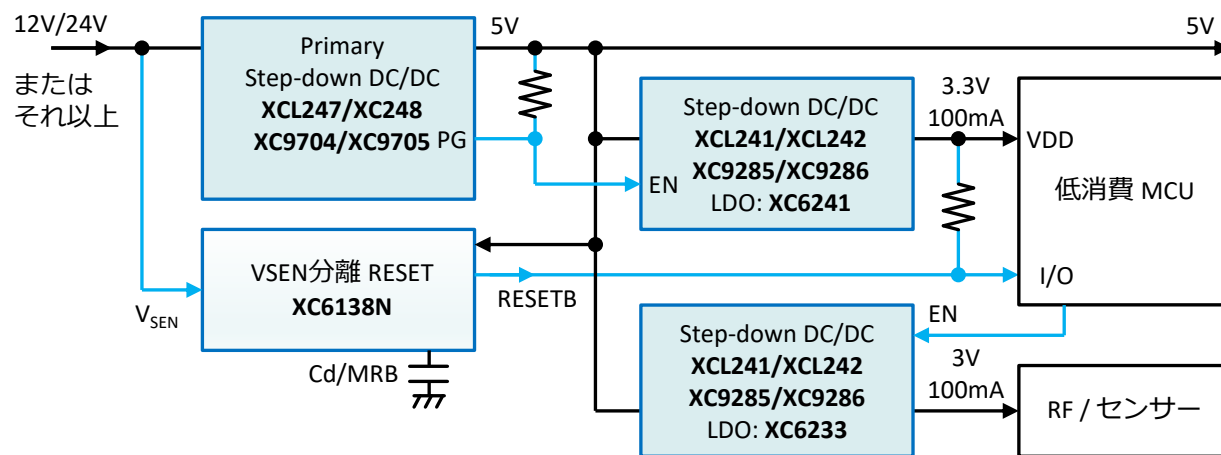 12V/24V
または
それ以上
Primary
Step-down DC/DC
XCL247/XC248
XC9704/XC9705
PG
5V
5V
Step-down DC/DC
XCL241/XCL242
XC9285/XC9286
LDO: XC6241
EN
3.3V
100mA
VDD
低消費 MCU
I/O
VSEN分離 RESET
XC6138N
VSEN
RESETB
Cd/MRB
Step-down DC/DC
XCL241/XCL242
XC9285/XC9286
LDO: XC6233
EN
3V
100mA
RF / センサー